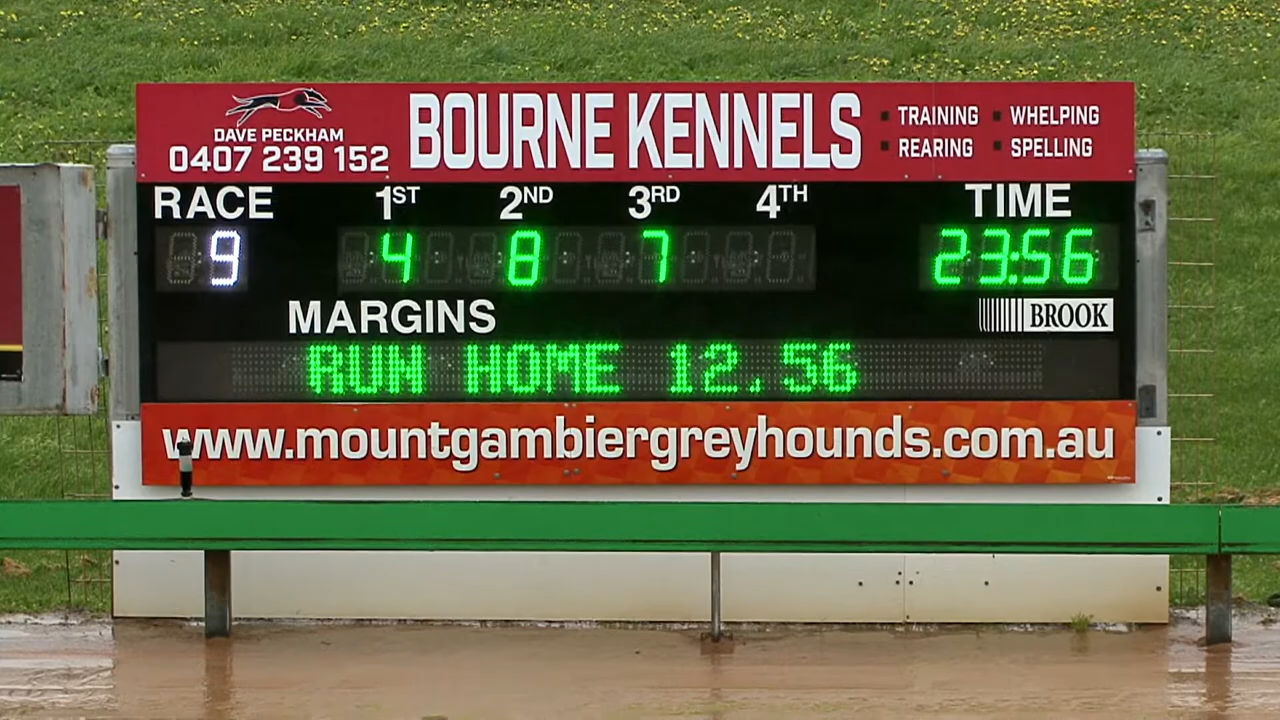 BOURNE KENNELS
DAVE PECKHAM
0407 239 152
TRAINING WHELPING
REARING SPELLING
RACE 1ST 2ND 3RD 4TH TIME
9 4 8 7 23:56
MARGINS
BROOK
RUN HOME 12.56
www.mountgambiergreyhounds.com.au